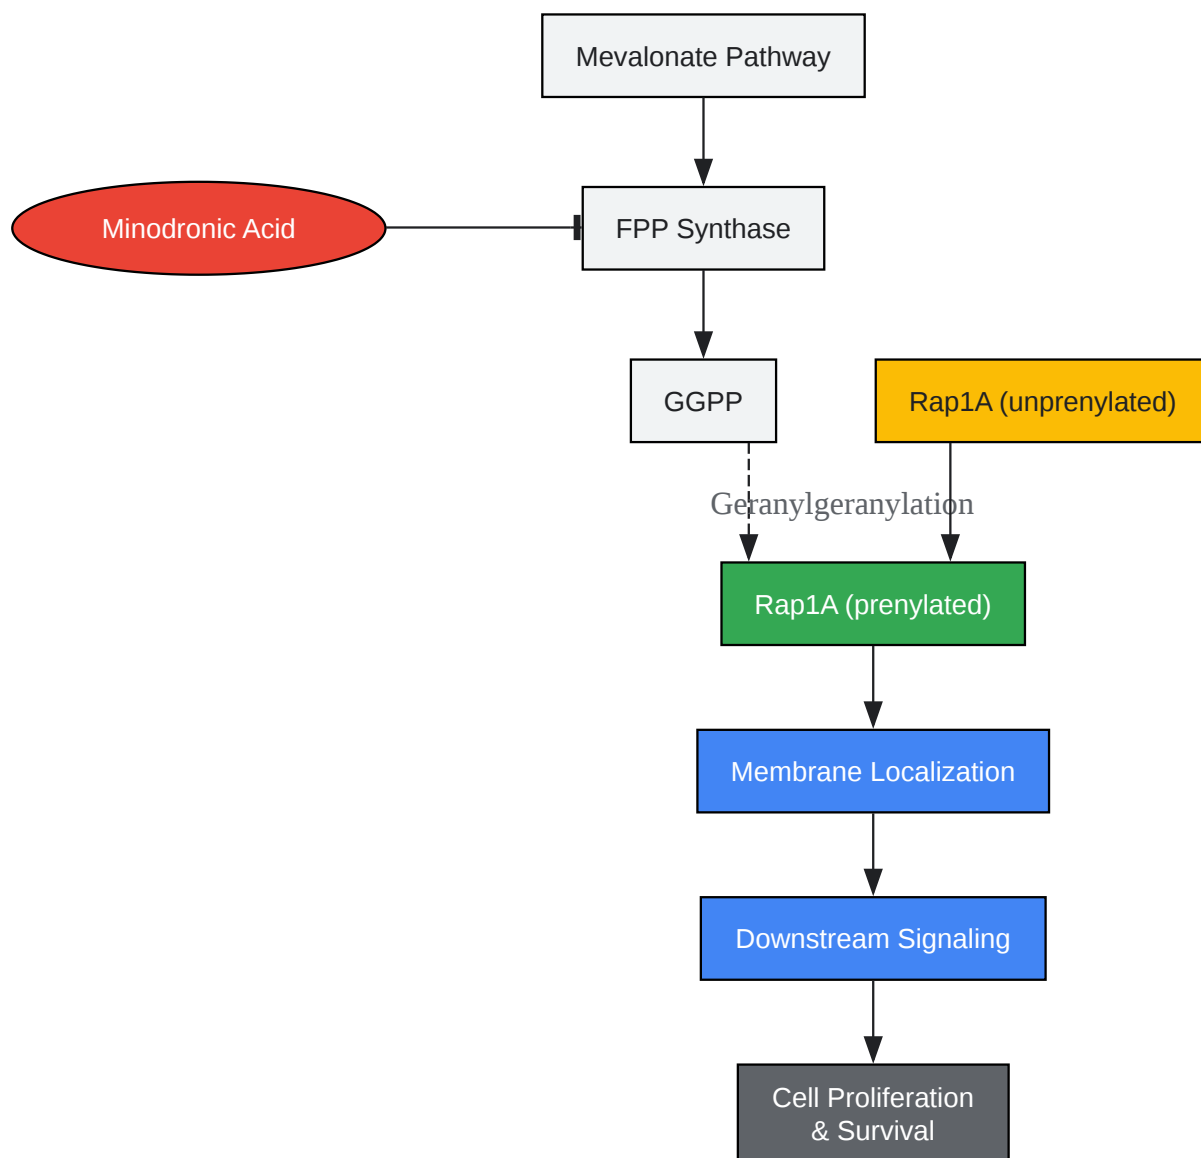 Mevalonate Pathway
Minodronic Acid
FPP Synthase
GGPP
Rap1A (unprenylated)
Geranylgeranylation
Rap1A (prenylated)
Membrane Localization
Downstream Signaling
Cell Proliferation
& Survival